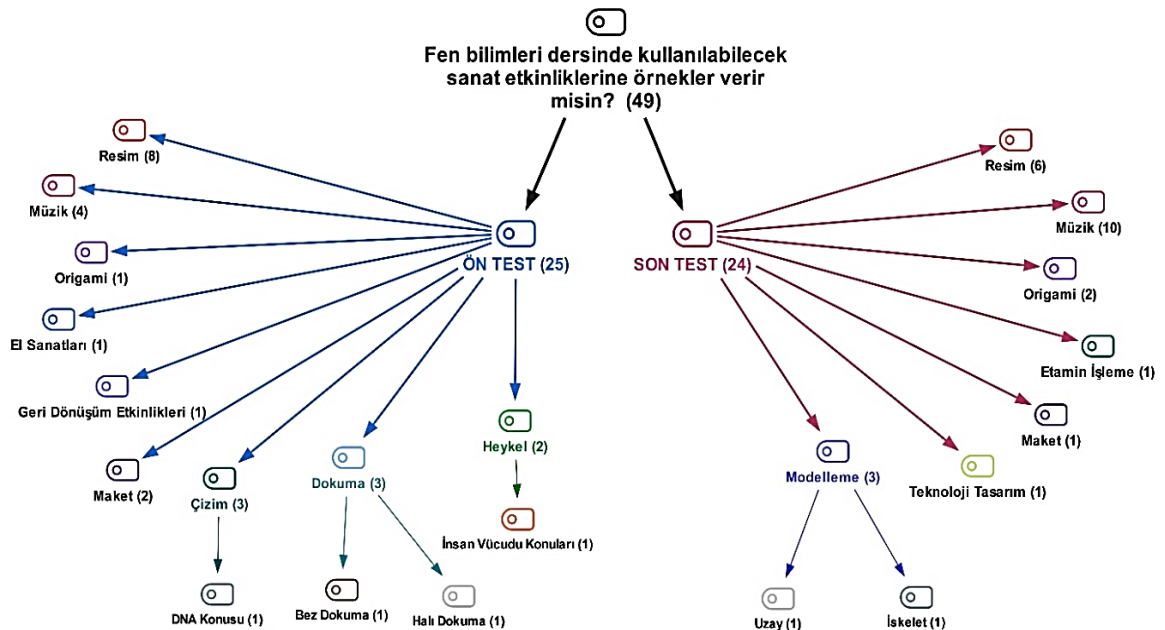 Fen bilimleri dersinde kullanılabilecek
sanat etkinliklerine örnekler verir
misin? (49)
ÖN TEST (25)
SON TEST (24)
Resim (8)
Müzik (4)
Origami (1)
El Sanatları (1)
Geri Dönüşüm Etkinlikleri (1)
Maket (2)
Çizim (3)
DNA Konusu (1)
Dokuma (3)
Bez Dokuma (1)
Halı Dokuma (1)
Heykel (2)
İnsan Vücudu Konuları (1)
Resim (6)
Müzik (10)
Origami (2)
Etamin İşleme (1)
Maket (1)
Teknoloji Tasarım (1)
Modelleme (3)
Uzay (1)
İskelet (1)